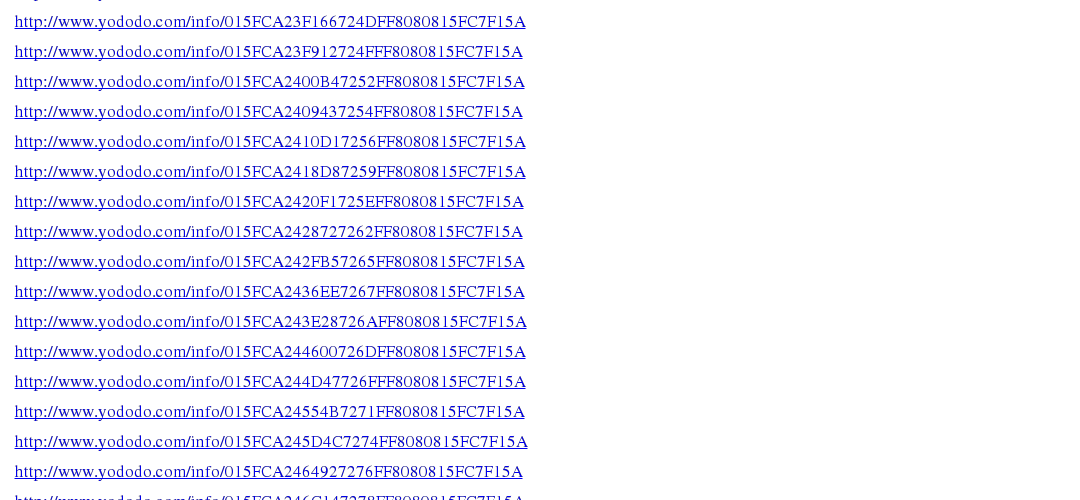 http://www.yododo.com/info/015FCA23F166724DFF8080815FC7F15A
http://www.yododo.com/info/015FCA23F912724FFF8080815FC7F15A
http://www.yododo.com/info/015FCA2400B47252FF8080815FC7F15A
http://www.yododo.com/info/015FCA2409437254FF8080815FC7F15A
http://www.yododo.com/info/015FCA2410D17256FF8080815FC7F15A
http://www.yododo.com/info/015FCA2418D87259FF8080815FC7F15A
http://www.yododo.com/info/015FCA2420F1725EFF8080815FC7F15A
http://www.yododo.com/info/015FCA2428727262FF8080815FC7F15A
http://www.yododo.com/info/015FCA242FB57265FF8080815FC7F15A
http://www.yododo.com/info/015FCA2436EE7267FF8080815FC7F15A
http://www.yododo.com/info/015FCA243E28726AFF8080815FC7F15A
http://www.yododo.com/info/015FCA244600726DFF8080815FC7F15A
http://www.yododo.com/info/015FCA244D47726FFF8080815FC7F15A
http://www.yododo.com/info/015FCA24554B7271FF8080815FC7F15A
http://www.yododo.com/info/015FCA245D4C7274FF8080815FC7F15A
http://www.yododo.com/info/015FCA2464927276FF8080815FC7F15A